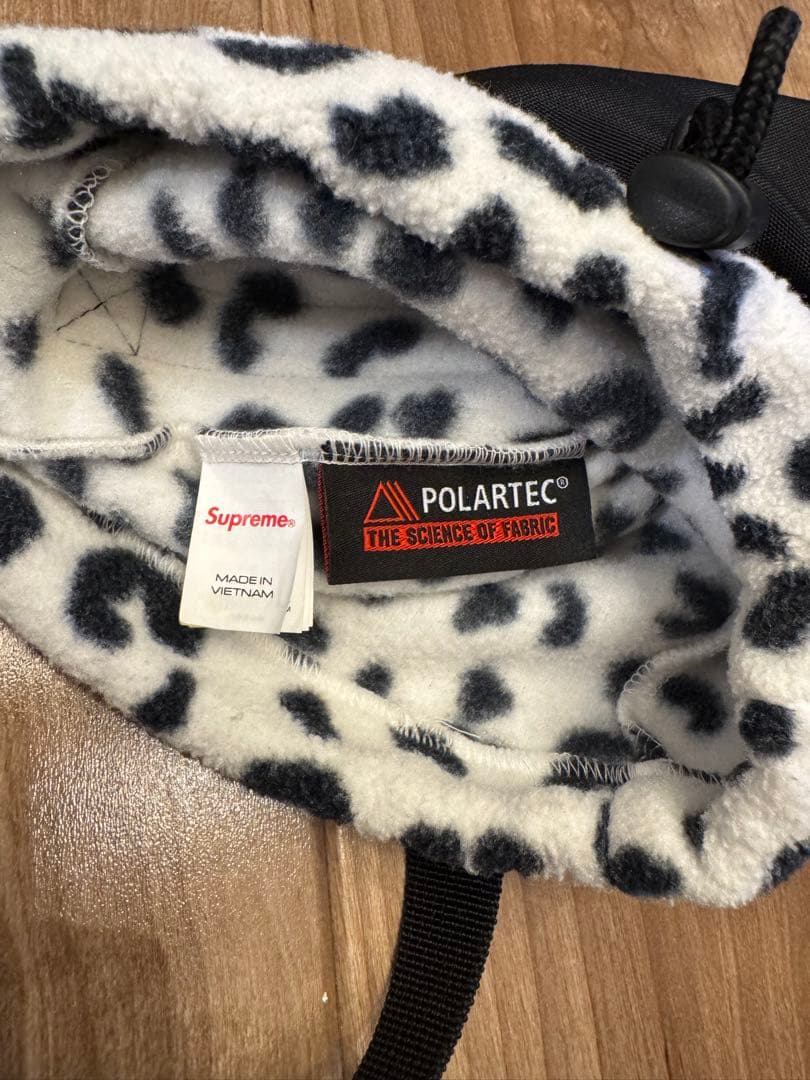 Supreme®
MADE IN
VIETNAM
M
POLARTEC®
THE SCIENCE OF FABRIC